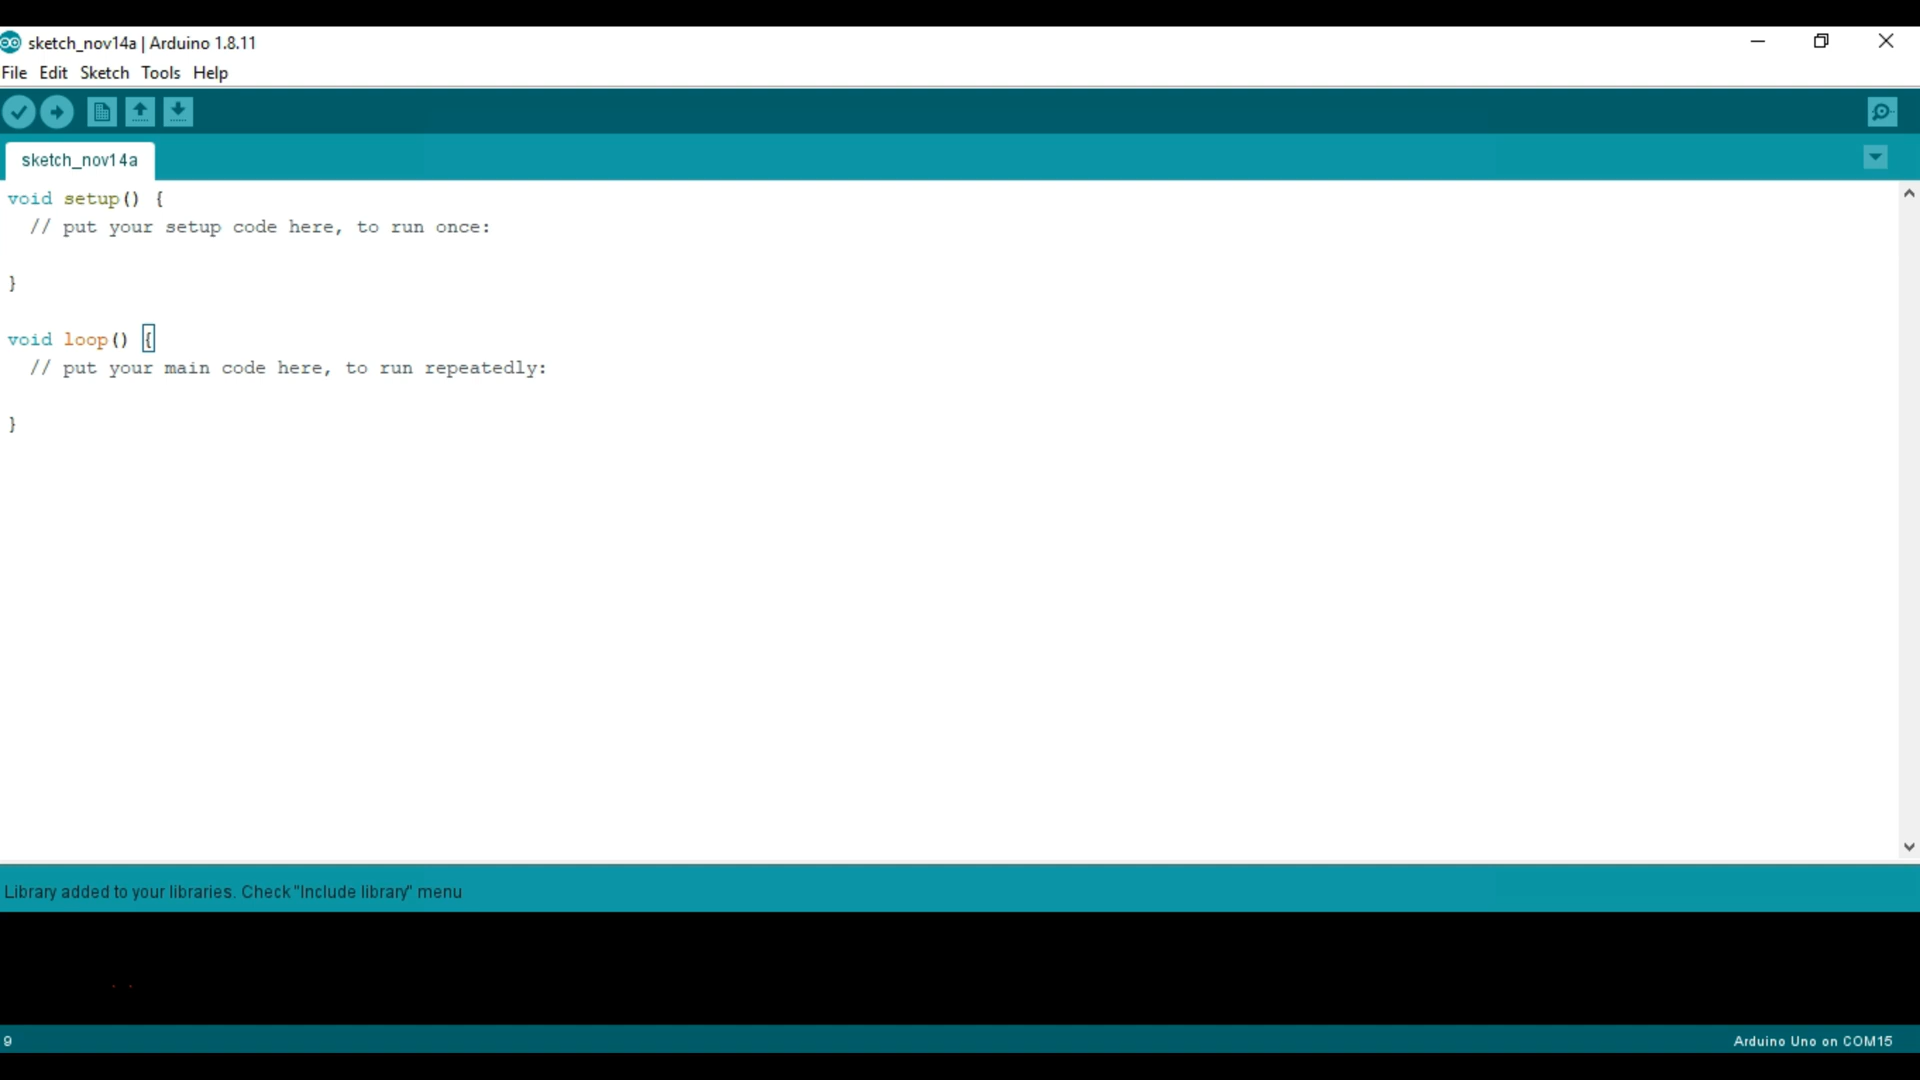 sketch_nov14a | Arduino 1.8.11
File Edit Sketch Tools Help
sketch_nov14a
void setup() {
  // put your setup code here, to run once:
}
void loop() {
  // put your main code here, to run repeatedly:
}
Library added to your libraries. Check "Include library" menu
9
Arduino Uno on COM15